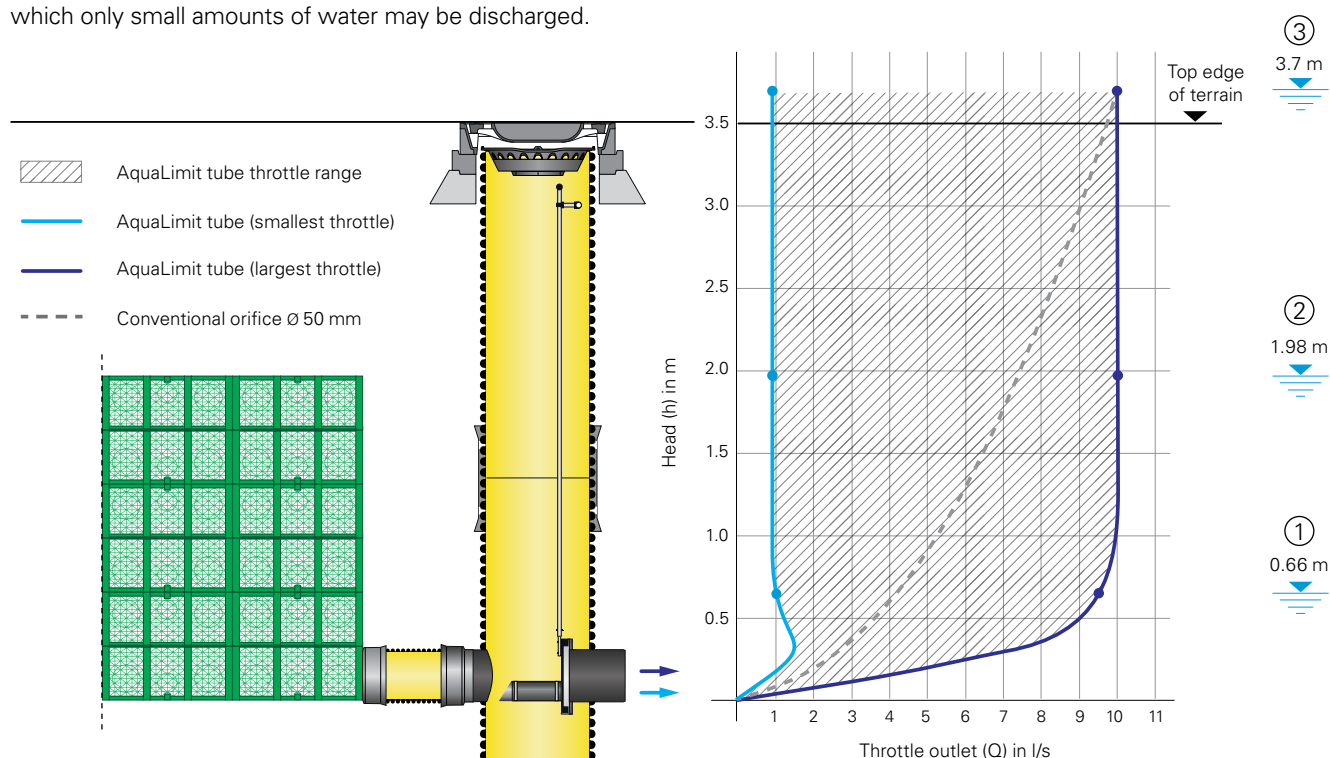 which only small amounts of water may be discharged.
AquaLimit tube throttle range
AquaLimit tube (smallest throttle)
AquaLimit tube (largest throttle)
Conventional orifice Ø 50 mm
Head (h) in m
3.5
3.0
2.5
2.0
1.5
1.0
0.5
1 2 3 4 5 6 7 8 9 10 11
Throttle outlet (Q) in l/s
Top edge
of terrain
③
3.7 m
②
1.98 m
①
0.66 m